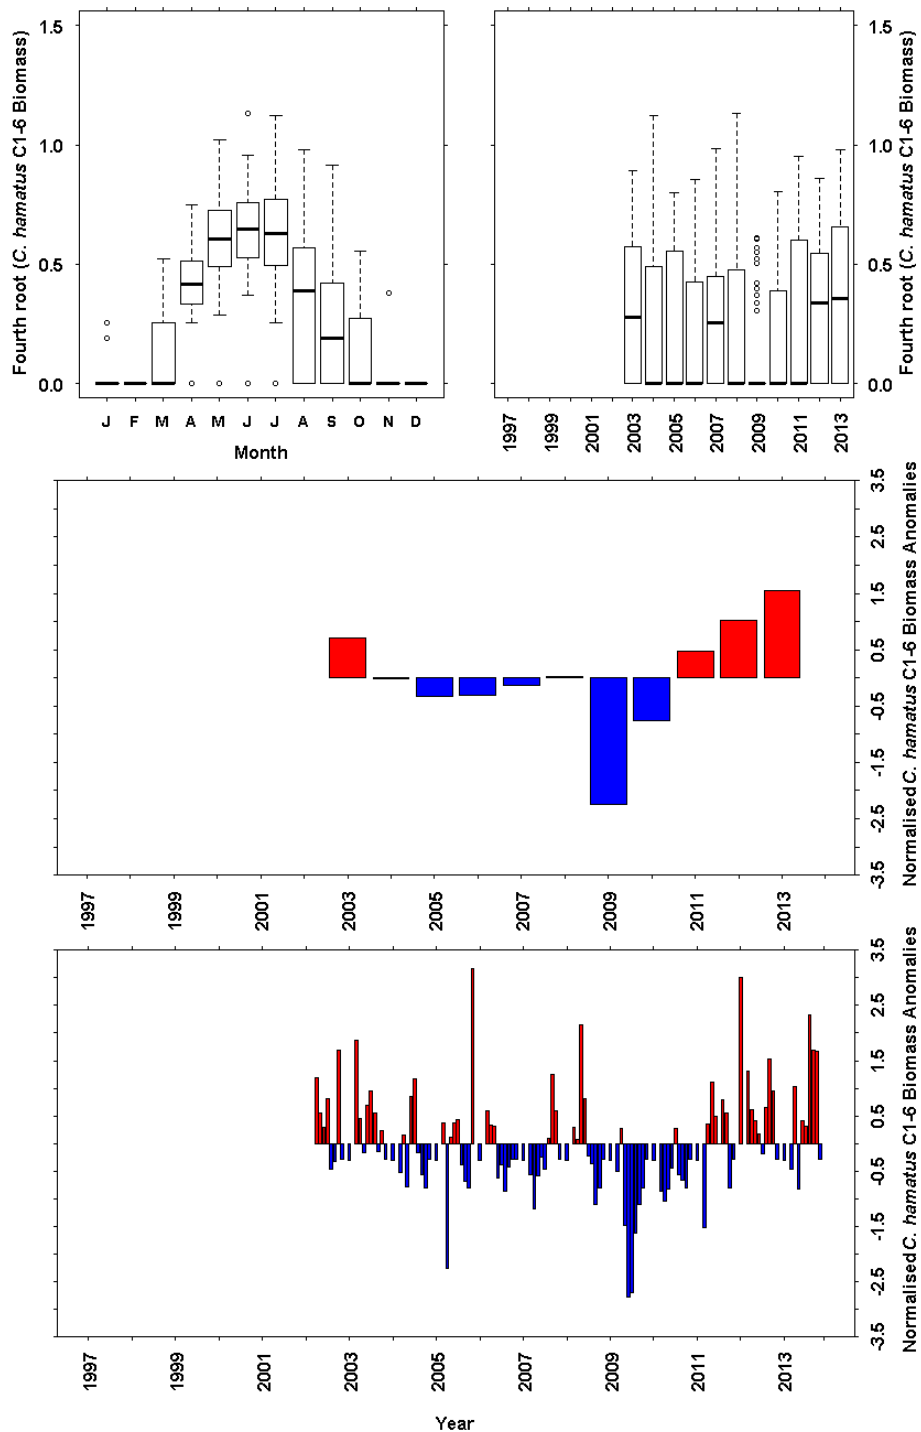 Fourth root (C. hamatus C1-6 Biomass)
1.5
1.0
0.5
0.0
J F M A M J J A S O N D
Month
1.5
1.0
0.5
0.0
Fourth root (C. hamatus C1-6 Biomass)
1997 1999 2001 2003 2005 2007 2009 2011 2013
3.5
2.5
1.5
0.5
-0.5
-1.5
-2.5
-3.5
Normalised C. hamatus C1-6 Biomass Anomalies
1997 1999 2001 2003 2005 2007 2009 2011 2013
3.5
2.5
1.5
0.5
-0.5
-1.5
-2.5
-3.5
Normalised C. hamatus C1-6 Biomass Anomalies
1997 1999 2001 2003 2005 2007 2009 2011 2013
Year